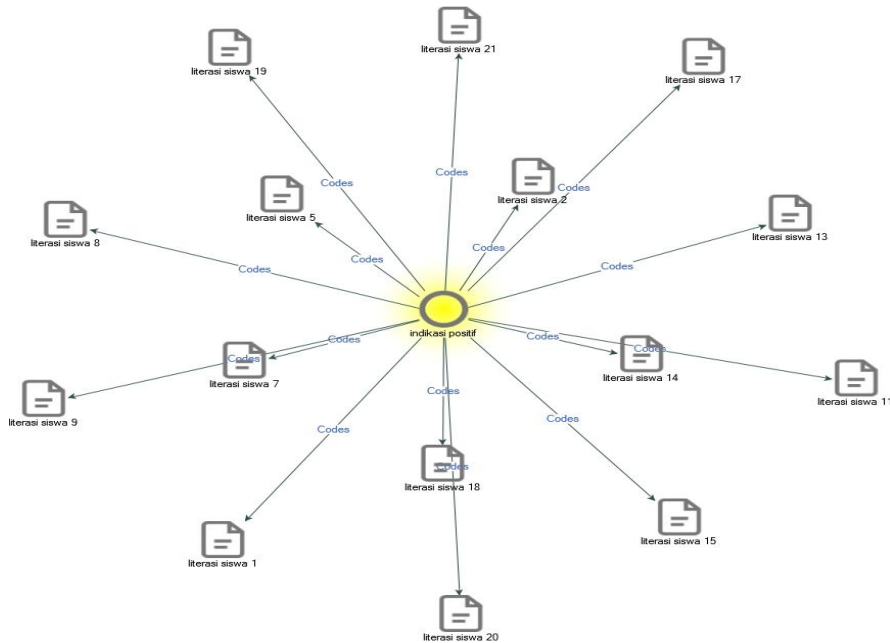 literasi siswa 21
literasi siswa 19
literasi siswa 17
Codes
Codes
Codes
literasi siswa 5
literasi siswa 2
literasi siswa 13
literasi siswa 8
Codes
Codes
Codes
Codes
indikasi positif
Codes
Codes
Codes
Codes
literasi siswa 7
literasi siswa 14
Codes
literasi siswa 11
literasi siswa 9
Codes
Codes
Codes
literasi siswa 18
literasi siswa 15
literasi siswa 1
literasi siswa 20